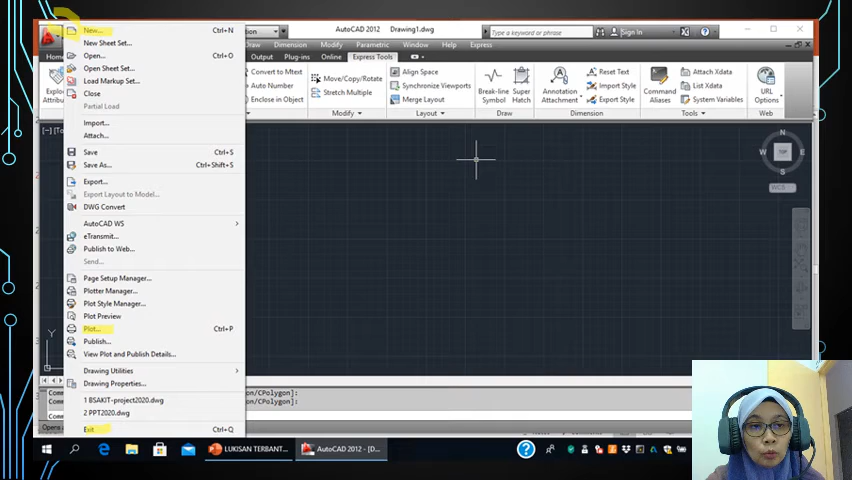 AutoCAD 2012 Drawing1.dwg
Type a keyword or phrase
Sign In
Draw Dimension Modify Parametric Window Help Express
Output Plug-ins Online Express Tools
New... Ctrl+N
New Sheet Set...
Open... Ctrl+O
Open Sheet Set...
Load Markup Set...
Close
Partial Load
Import...
Attach...
Save Ctrl+S
Save As... Ctrl+Shift+S
Export...
Export Layout to Model...
DWG Convert
AutoCAD WS
eTransmit...
Publish to Web...
Send...
Page Setup Manager...
Plotter Manager...
Plot Style Manager...
Plot Preview
Plot... Ctrl+P
Publish...
View Plot and Publish Details...
Drawing Utilities
Drawing Properties...
1 BSAKIT-project2020.dwg
2 PPT2020.dwg
Exit Ctrl+Q
Convert to Mtext
Auto Number
Enclose in Object
Move/Copy/Rotate
Stretch Multiple
Modify
Align Space
Synchronize Viewports
Merge Layout
Layout
Break-line
Symbol
Super
Hatch
Draw
Annotation
Attachment
Reset Text
Import Style
Export Style
Dimension
Command
Aliases
Attach Xdata
List Xdata
System Variables
Tools
URL
Options
Web
N
W TOP E
S
WCS
Y
on/CPolygon]:
on/CPolygon]:
LUKISAN TERBANT...
AutoCAD 2012 - [D...